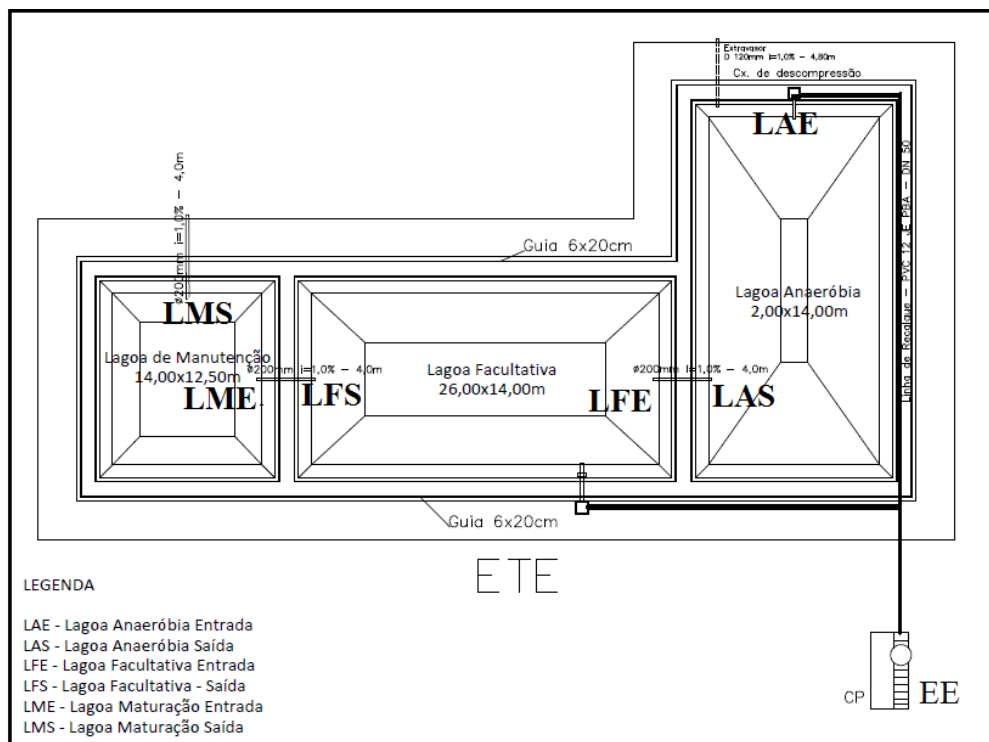 Extravasor
D 120mm i=1,0% - 4,80m
Cx. de descompressão
LAE
Linha de Recalque - PVC 12 JE PBA - DN 50
ø200mm i=1,0% - 4,0m
Guia 6x20cm
LMS
Lagoa de Manutenção
14,00x12,50m
LME
ø200mm i=1,0% - 4,0m
LFS
Lagoa Facultativa
26,00x14,00m
LFE
ø200mm i=1,0% - 4,0m
LAS
Lagoa Anaeróbia
2,00x14,00m
Guia 6x20cm
ETE
LEGENDA
LAE - Lagoa Anaeróbia Entrada
LAS - Lagoa Anaeróbia Saída
LFE - Lagoa Facultativa Entrada
LFS - Lagoa Facultativa - Saída
LME - Lagoa Maturação Entrada
LMS - Lagoa Maturação Saída
CP
EE